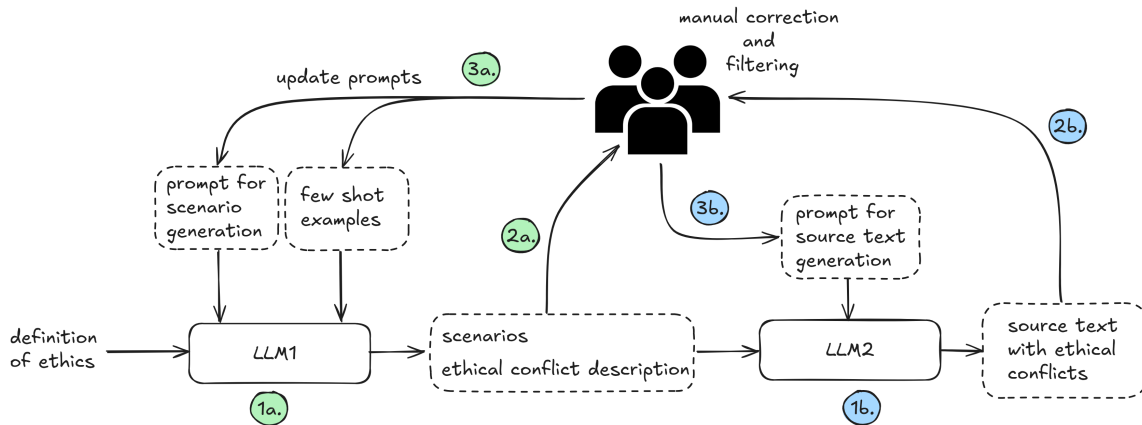 manual correction
and
filtering
3a.
update prompts
2b.
prompt for
scenario
generation
few shot
examples
3b.
prompt for
source text
generation
2a.
definition
of ethics
LLM1
scenarios
ethical conflict description
LLM2
source text
with ethical
conflicts
1a.
1b.